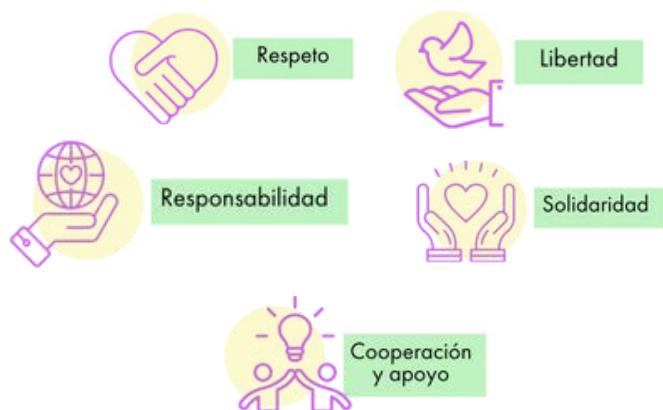 Respeto
Libertad
Responsabilidad
Solidaridad
Cooperación
y apoyo